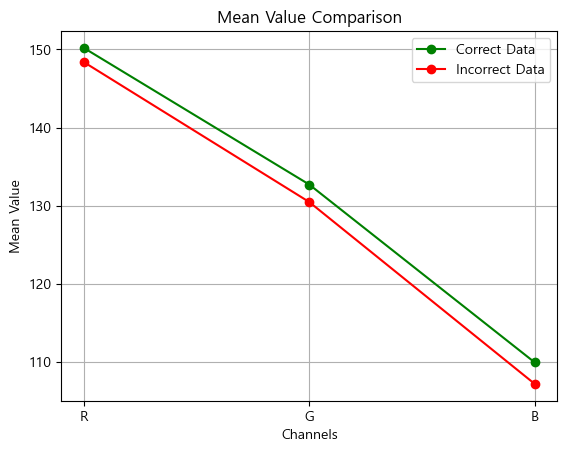 Mean Value Comparison
Correct Data
Incorrect Data
Mean Value
150
140
130
120
110
R
G
B
Channels